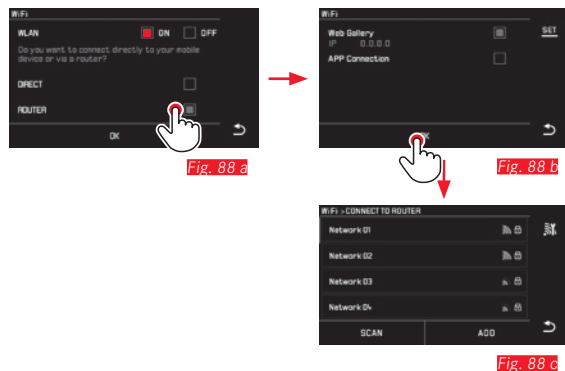 WiFi
WLAN ON OFF
Do you want to connect directly to your mobile
device or via a router?
DIRECT
ROUTER
OK
Fig. 88 a
WiFi
Web Gallery SET
IP 0.0.0.0
APP Connection
Fig. 88 b
WiFi >CONNECT TO ROUTER
Network 01
Network 02
Network 03
Network 04
SCAN ADD
Fig. 88 c